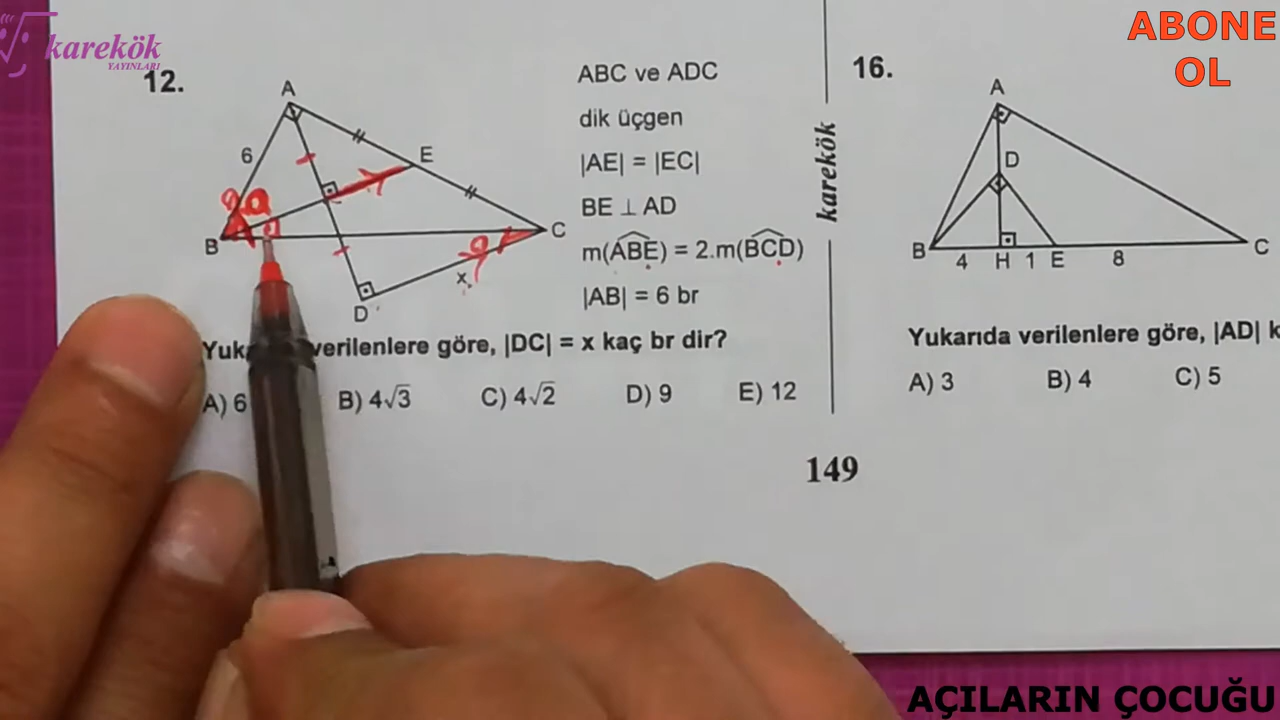 karekök
YAYINLARI
ABONE
OL
12.
A
B
C
D
E
6
x
2a
a
a
ABC ve ADC
dik üçgen
|AE| = |EC|
BE ⊥ AD
m(ABE) = 2.m(BCD)
|AB| = 6 br
verilenlere göre, |DC| = x kaç br dir?
A) 6 B) 4√3 C) 4√2 D) 9 E) 12
karekök
149
16.
A
D
B
4
H
1
E
8
C
Yukarıda verilenlere göre, |AD|
A) 3 B) 4 C) 5
AÇILARIN ÇOCUĞU